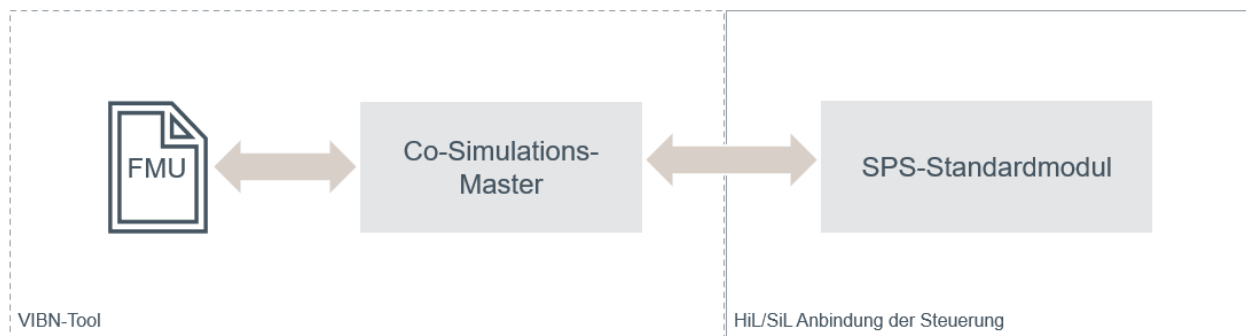 FMU
Co-Simulations-
Master
SPS-Standardmodul
VIBN-Tool
HiL/SiL Anbindung der Steuerung